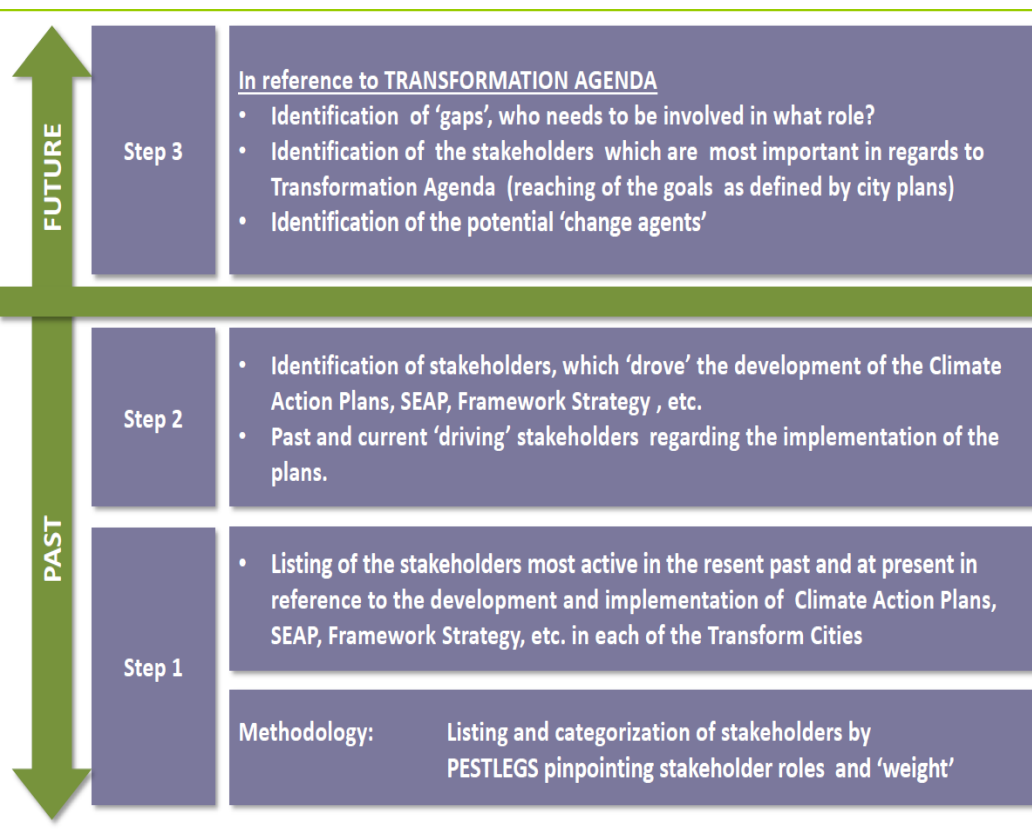 FUTURE
Step 3
In reference to TRANSFORMATION AGENDA
• Identification of ‘gaps’, who needs to be involved in what role?
• Identification of the stakeholders which are most important in regards to
Transformation Agenda (reaching of the goals as defined by city plans)
• Identification of the potential ‘change agents’
PAST
Step 2
• Identification of stakeholders, which ‘drove’ the development of the Climate
Action Plans, SEAP, Framework Strategy , etc.
• Past and current ‘driving’ stakeholders regarding the implementation of the
plans.
Step 1
• Listing of the stakeholders most active in the resent past and at present in
reference to the development and implementation of Climate Action Plans,
SEAP, Framework Strategy, etc. in each of the Transform Cities
Methodology: Listing and categorization of stakeholders by
PESTLEGS pinpointing stakeholder roles and ‘weight’